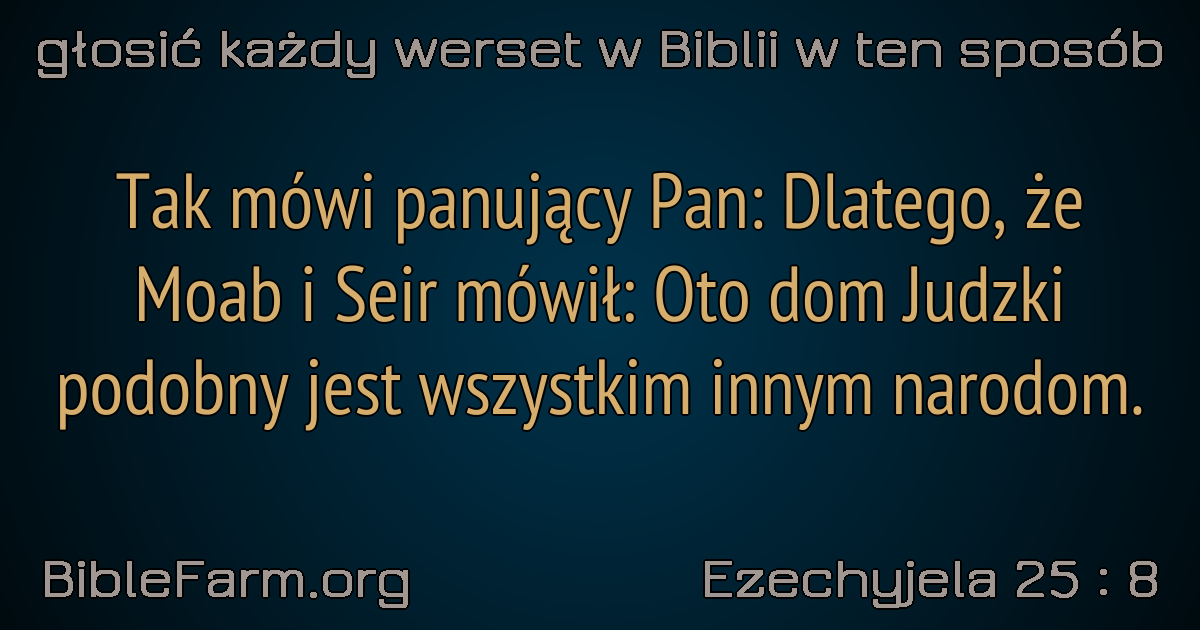 głosić każdy werset w Biblii w ten sposób
Tak mówi panujący Pan: Dlatego, że
Moab i Seir mówił: Oto dom Judzki
podobny jest wszystkim innym narodom.
BibleFarm.org
Ezechyjela 25 : 8